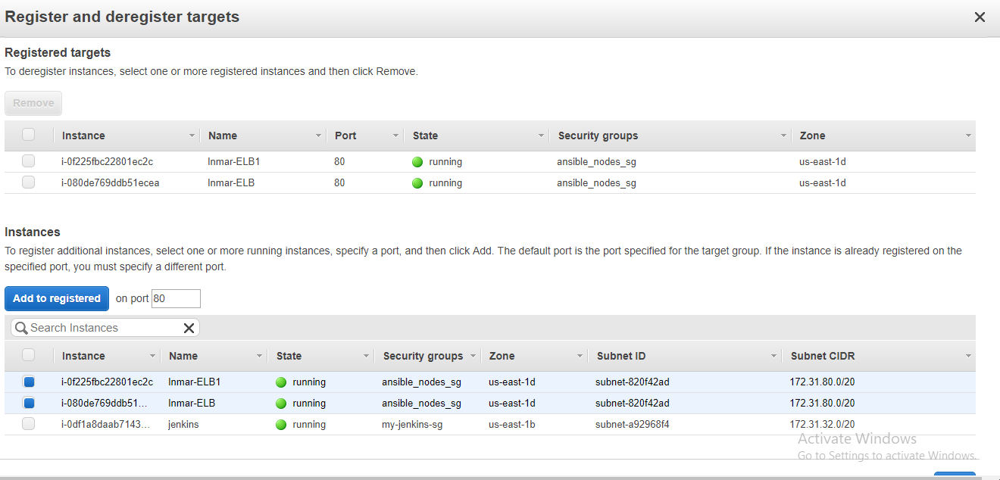 Register and deregister targets
Registered targets
To deregister instances, select one or more registered instances and then click Remove.
Remove
Instance Name Port State Security groups Zone
i-0f225fbc22801ec2c Inmar-ELB1 80 running ansible_nodes_sg us-east-1d
i-080de769ddb51ecea Inmar-ELB 80 running ansible_nodes_sg us-east-1d
Instances
To register additional instances, select one or more running instances, specify a port, and then click Add. The default port is the port specified for the target group. If the instance is already registered on the
specified port, you must specify a different port.
Add to registered on port 80
Search Instances
Instance Name State Security groups Zone Subnet ID Subnet CIDR
i-0f225fbc22801ec2c Inmar-ELB1 running ansible_nodes_sg us-east-1d subnet-820f42ad 172.31.80.0/20
i-080de769ddb51... Inmar-ELB running ansible_nodes_sg us-east-1d subnet-820f42ad 172.31.80.0/20
i-0df1a8daab7143... jenkins running my-jenkins-sg us-east-1b subnet-a92968f4 172.31.32.0/20
Activate Windows
Go to Settings to activate Windows.